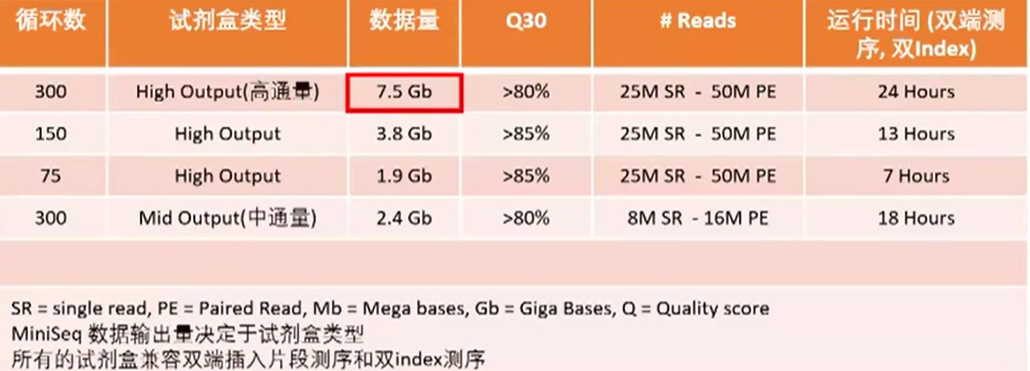 循环数 试剂盒类型 数据量 Q30 # Reads 运行时间 (双端测
序, 双Index)
300 High Output(高通量) 7.5 Gb >80% 25M SR - 50M PE 24 Hours
150 High Output 3.8 Gb >85% 25M SR - 50M PE 13 Hours
75 High Output 1.9 Gb >85% 25M SR - 50M PE 7 Hours
300 Mid Output(中通量) 2.4 Gb >80% 8M SR - 16M PE 18 Hours
SR = single read, PE = Paired Read, Mb = Mega bases, Gb = Giga Bases, Q = Quality score
MiniSeq 数据输出量决定于试剂盒类型
所有的试剂盒兼容双端插入片段测序和双index测序